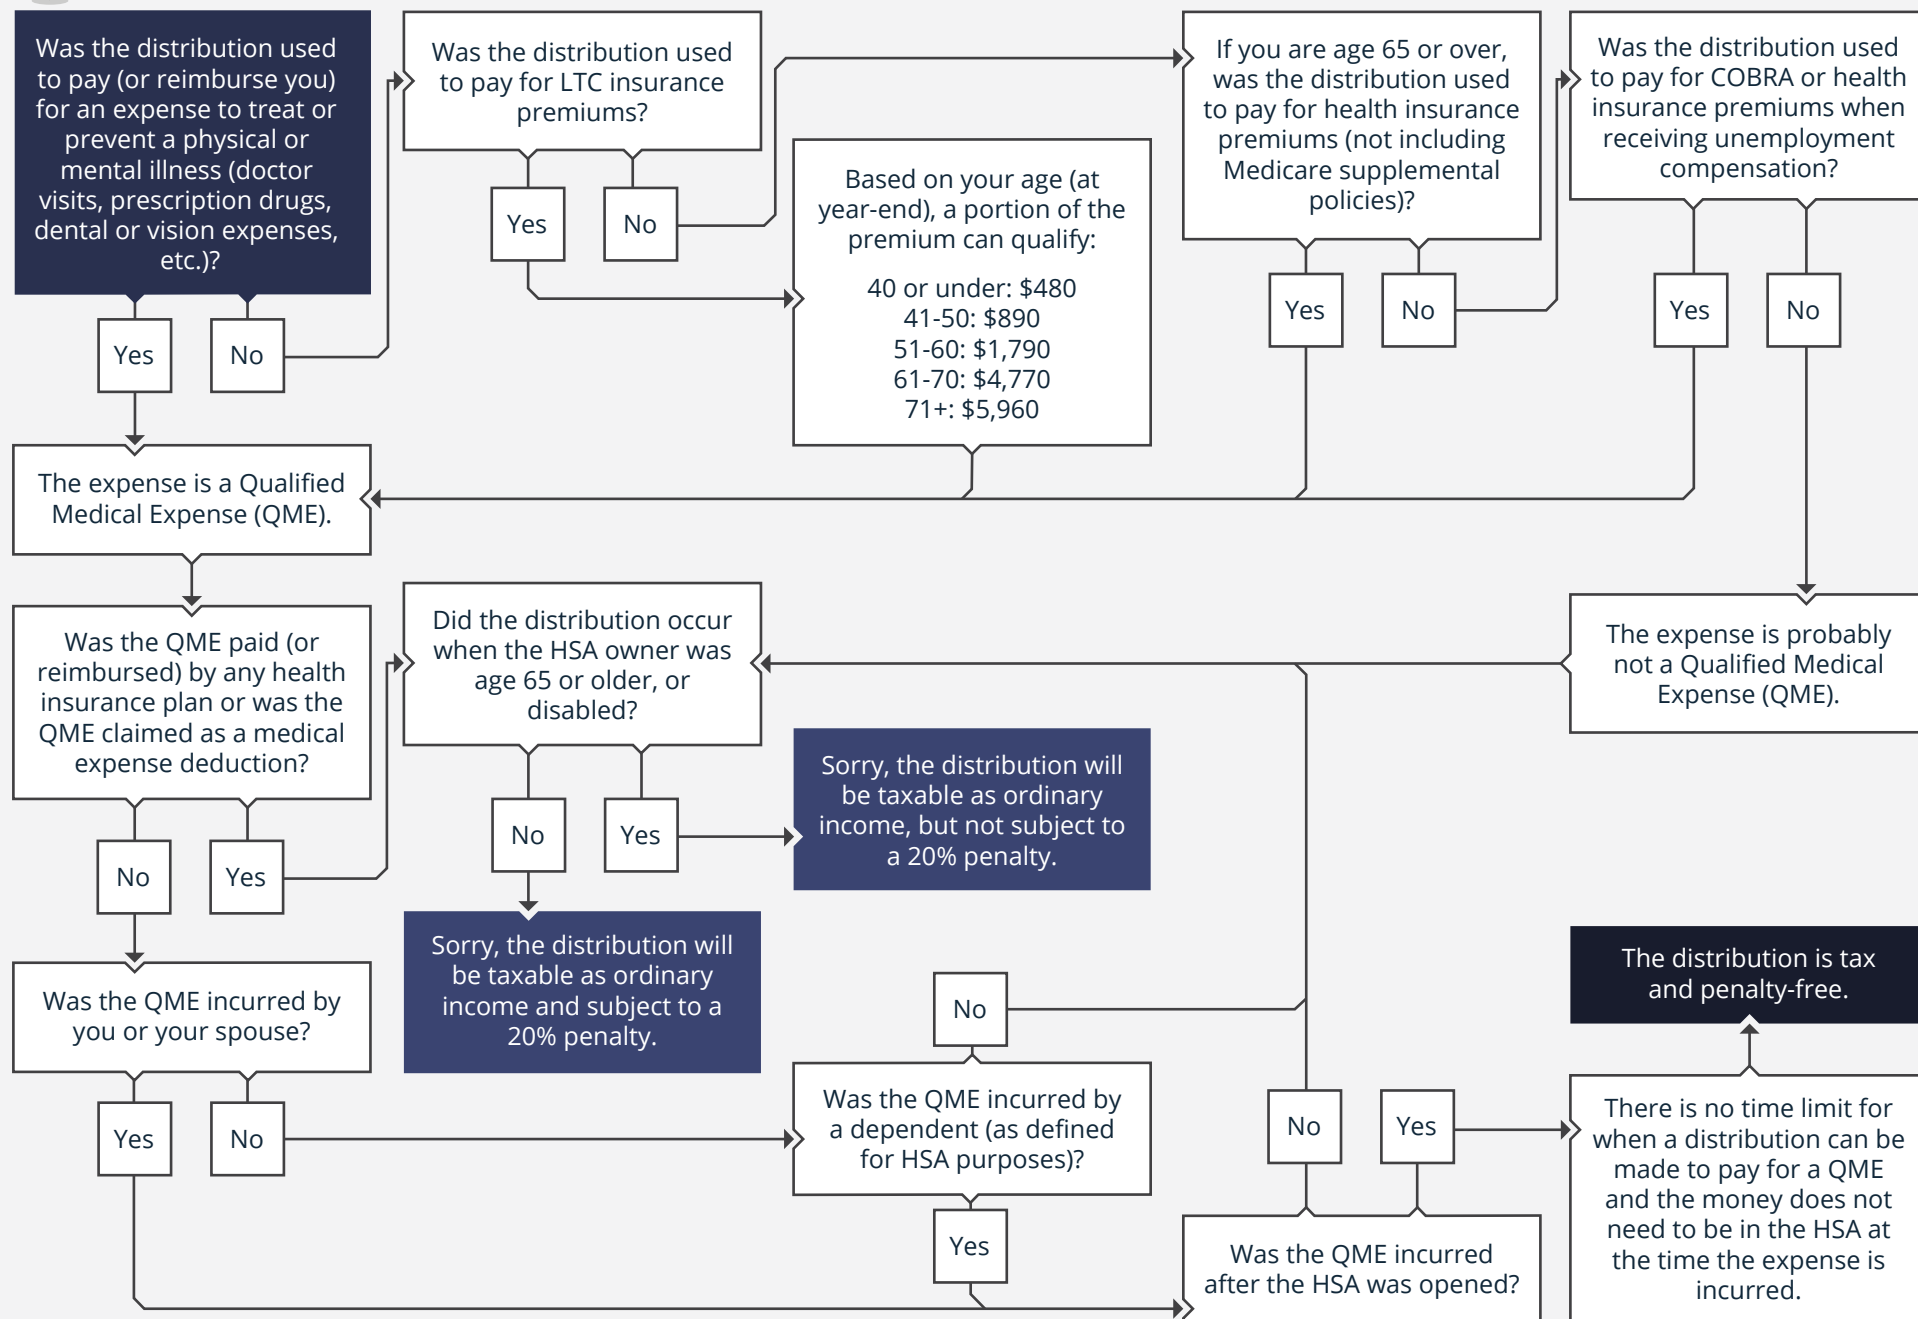 Was the distribution used
to pay (or reimburse you)
for an expense to treat or
prevent a physical or
mental illness (doctor
visits, prescription drugs,
dental or vision expenses,
etc.)?
Yes
No
Was the distribution used
to pay for LTC insurance
premiums?
Yes
No
Based on your age (at
year-end), a portion of the
premium can qualify:
40 or under: $480
41-50: $890
51-60: $1,790
61-70: $4,770
71+: $5,960
If you are age 65 or over,
was the distribution used
to pay for health insurance
premiums (not including
Medicare supplemental
policies)?
Yes
No
Was the distribution used
to pay for COBRA or health
insurance premiums when
receiving unemployment
compensation?
Yes
No
The expense is a Qualified
Medical Expense (QME).
Was the QME paid (or
reimbursed) by any health
insurance plan or was the
QME claimed as a medical
expense deduction?
No
Yes
Did the distribution occur
when the HSA owner was
age 65 or older, or
disabled?
No
Yes
Sorry, the distribution will
be taxable as ordinary
income, but not subject to
a 20% penalty.
Sorry, the distribution will
be taxable as ordinary
income and subject to a
20% penalty.
The expense is probably
not a Qualified Medical
Expense (QME).
Was the QME incurred by
you or your spouse?
Yes
No
No
Was the QME incurred by
a dependent (as defined
for HSA purposes)?
Yes
No
Yes
Was the QME incurred
after the HSA was opened?
The distribution is tax
and penalty-free.
There is no time limit for
when a distribution can be
made to pay for a QME
and the money does not
need to be in the HSA at
the time the expense is
incurred.